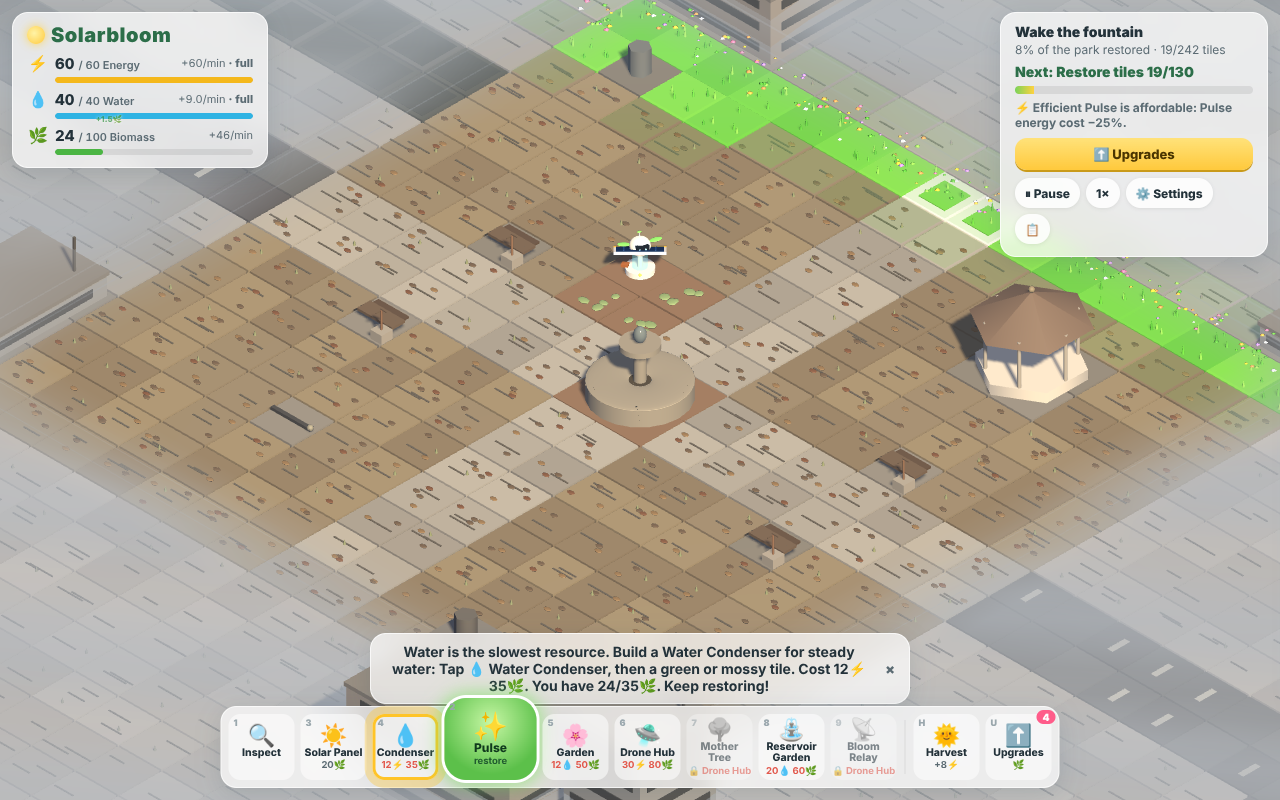 Solarbloom
60 / 60 Energy +60/min · full
40 / 40 Water +9.0/min · full
+1.5
24 / 100 Biomass +46/min
Wake the fountain
8% of the park restored · 19/242 tiles
Next: Restore tiles 19/130
⚡ Efficient Pulse is affordable: Pulse
energy cost −25%.
⬆️ Upgrades
Pause
1×
⚙️ Settings
Water is the slowest resource. Build a Water Condenser for steady
water: Tap 💧 Water Condenser, then a green or mossy tile. Cost 12⚡
35🌿. You have 24/35🌿. Keep restoring!
×
1
Inspect
3
Solar Panel
20🌿
4
Condenser
12⚡ 35🌿
Pulse
restore
5
Garden
12💧 50🌿
6
Drone Hub
30⚡ 80🌿
7
Mother
Tree
🔒 Drone Hub
8
Reservoir
Garden
20💧 60🌿
9
Bloom
Relay
🔒 Drone Hub
H
Harvest
+8⚡
U
4
Upgrades
🌿